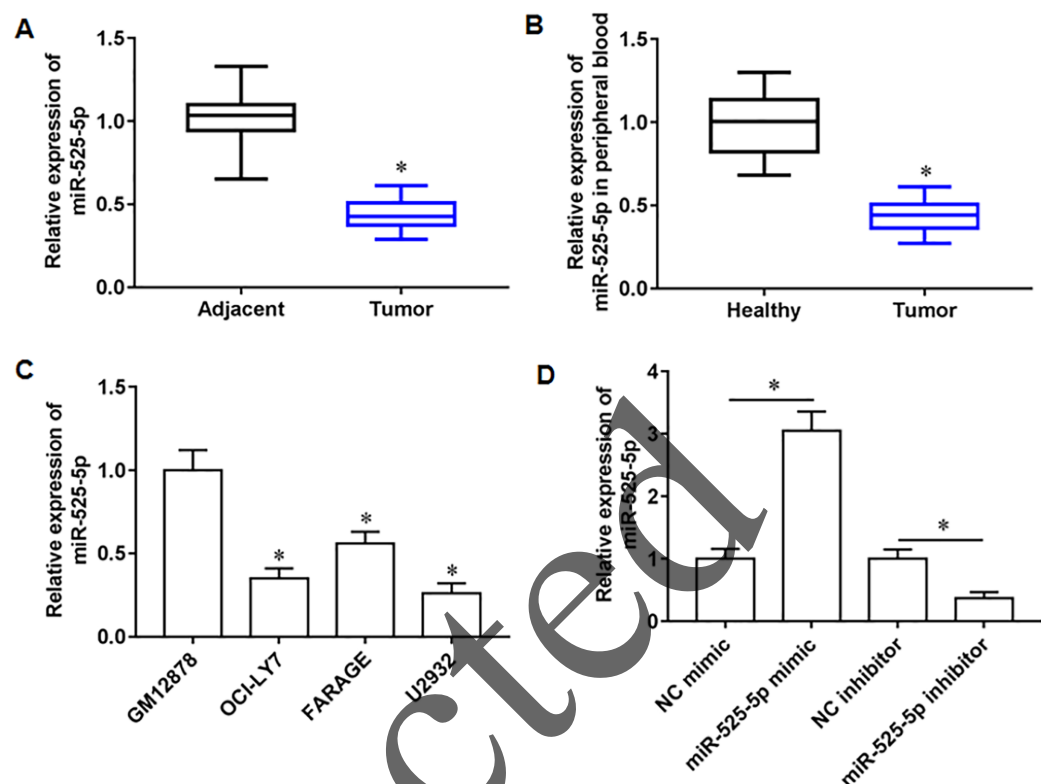 A
Relative expression of
miR-525-5p
1.5
1.0
0.5
0.0
*
Adjacent
Tumor
B
Relative expression of
miR-525-5p in peripheral blood
1.5
1.0
0.5
0.0
*
Healthy
Tumor
C
Relative expression of
miR-525-5p
1.5
1.0
0.5
0.0
*
*
*
GM12878
OCI-LY7
FARAGE
U2932
D
Relative expression of
miR-525-5p
4
3
2
1
0
*
*
NC mimic
miR-525-5p mimic
NC inhibitor
miR-525-5p inhibitor
cted